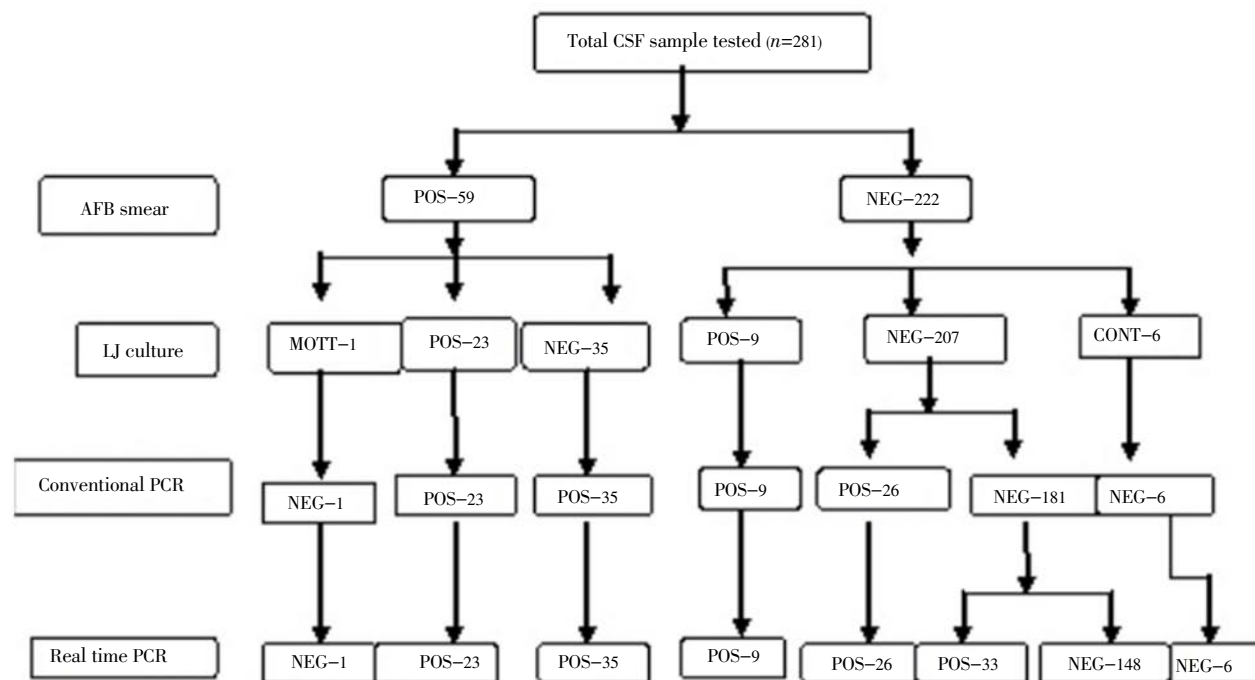 Total CSF sample tested (n=281)
AFB smear
POS−59
NEG−222
LJ culture
MOTT−1
POS−23
NEG−35
POS−9
NEG−207
CONT−6
Conventional PCR
NEG−1
POS−23
POS−35
POS−9
POS−26
NEG−181
NEG−6
Real time PCR
NEG−1
POS−23
POS−35
POS−9
POS−26
POS−33
NEG−148
NEG−6